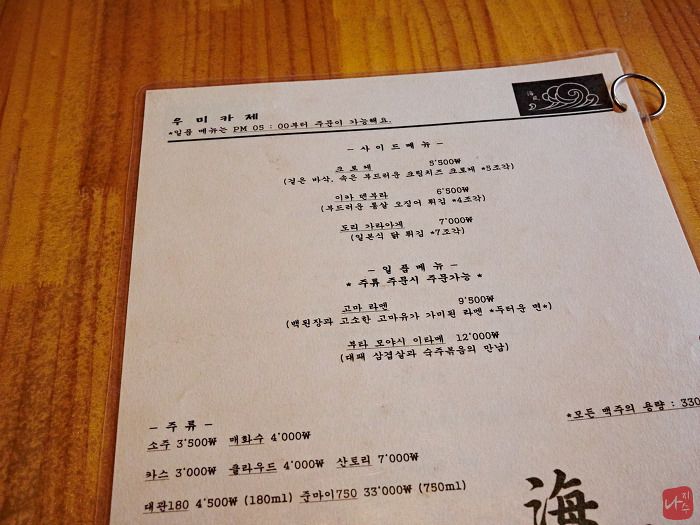 우미카제
*일품 메뉴는 PM 05 : 00부터 주문이 가능해요.
- 사이드메뉴 -
크로켓 5'500₩
(겉은 바삭, 속은 부드러운 크림치즈 크로켓 *5조각)
이카 텐부라 6'500₩
(부드러운 통살 오징어 튀김 *4조각)
도리 가라아게 7'000₩
(일본식 닭 튀김 *7조각)
- 일품메뉴 -
* 주류 주문시 주문가능 *
고마 라멘 9'500₩
(백원장과 고소한 고마유가 가미된 라멘 *두터운 면*)
부타 모야시 이타메 12'000₩
(대패 삼겹살과 숙주볶음의 만남)
*모든 맥주의 용량 : 330
- 주류 -
소주 3'500₩ 매화수 4'000₩
카스 3'000₩ 클라우드 4'000₩ 산토리 7'000₩
대관180 4'500₩ (180ml) 준마이750 33'000₩ (750ml)
海
나지수